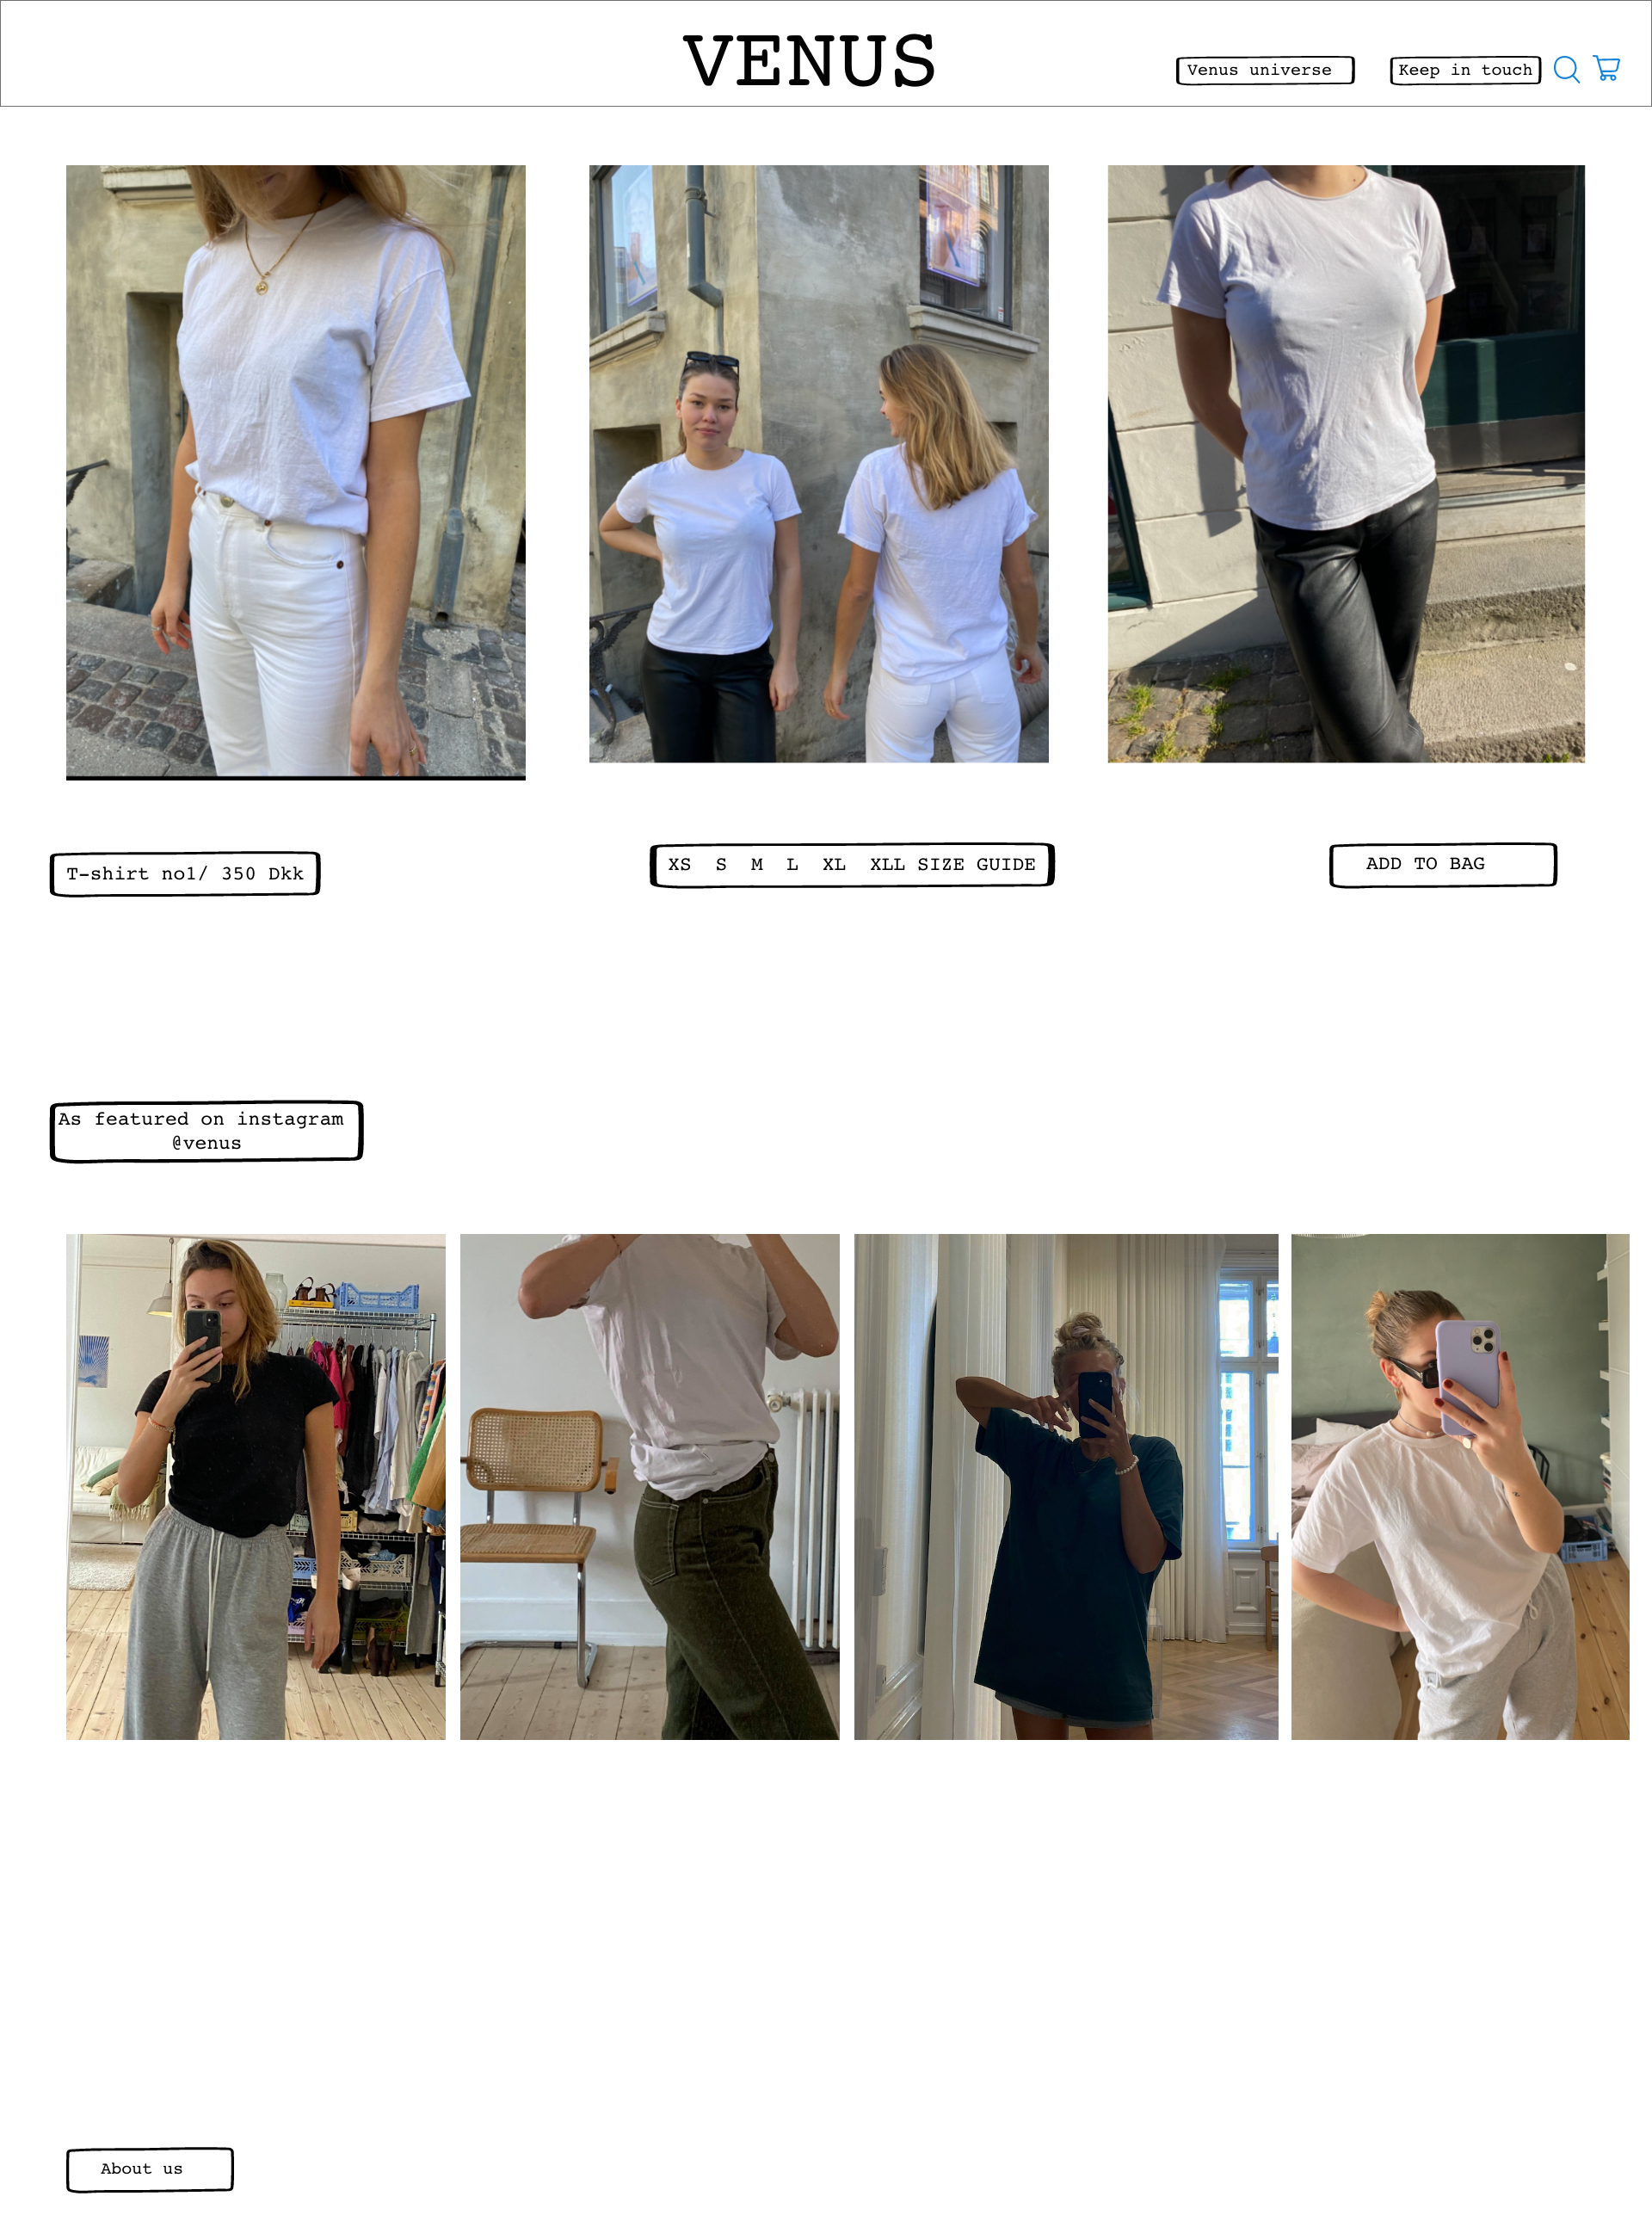 VENUS
Venus universe
Keep in touch
T-shirt no1/ 350 Dkk
XS S M L XL XLL SIZE GUIDE
ADD TO BAG
As featured on instagram
@venus
About us